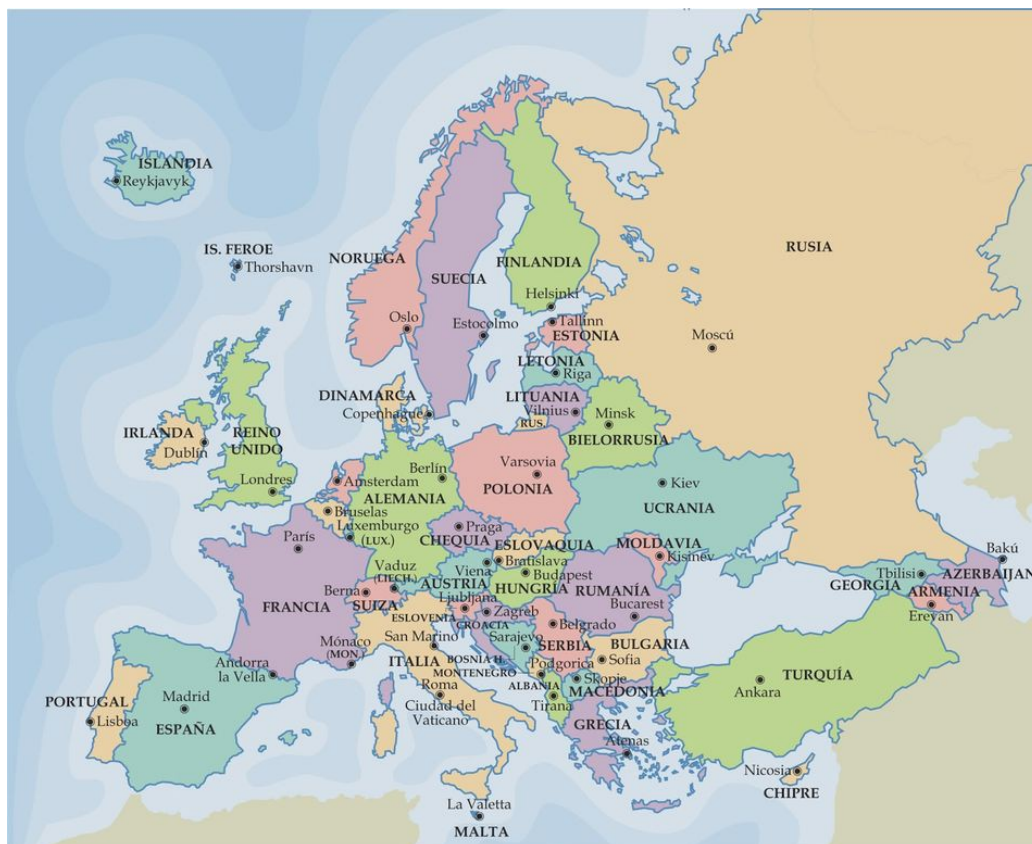 ISLANDIA
Reykjavyk
IS. FEROE
Thorshavn
NORUEGA
SUECIA
FINLANDIA
RUSIA
Helsinki
Oslo
Estocolmo
Tallinn
ESTONIA
Moscú
LETONIA
Riga
DINAMARCA
Copenhague
LITUANIA
Vilnius
RUS.
Minsk
BIELORRUSIA
IRLANDA
Dublín
REINO
UNIDO
Londres
Amsterdam
Berlín
ALEMANIA
Varsovia
POLONIA
Kiev
UCRANIA
Bruselas
Luxemburgo
(LUX.)
Praga
CHEQUIA
ESLOVAQUIA
Bratislava
MOLDAVIA
Kisinev
París
FRANCIA
Vaduz
(LIECH.)
Viena
AUSTRIA
Budapest
HUNGRÍA
RUMANÍA
Bucarest
Berna
SUIZA
Ljubljana
ESLOVENIA
Zagreb
CROACIA
Belgrado
SERBIA
Bakú
AZERBAIJAN
Tbilisi
GEORGIA
ARMENIA
Erevan
Mónaco
(MON.)
San Marino
ITALIA
Sarajevo
BOSNIA H.
MONTENEGRO
Podgorica
BULGARIA
Sofia
Andorra
la Vella
Roma
Ciudad del
Vaticano
ALBANIA
Tirana
Skopje
MACEDONIA
TURQUÍA
Ankara
PORTUGAL
Lisboa
Madrid
ESPAÑA
GRECIA
Atenas
Nicosia
CHIPRE
La Valetta
MALTA